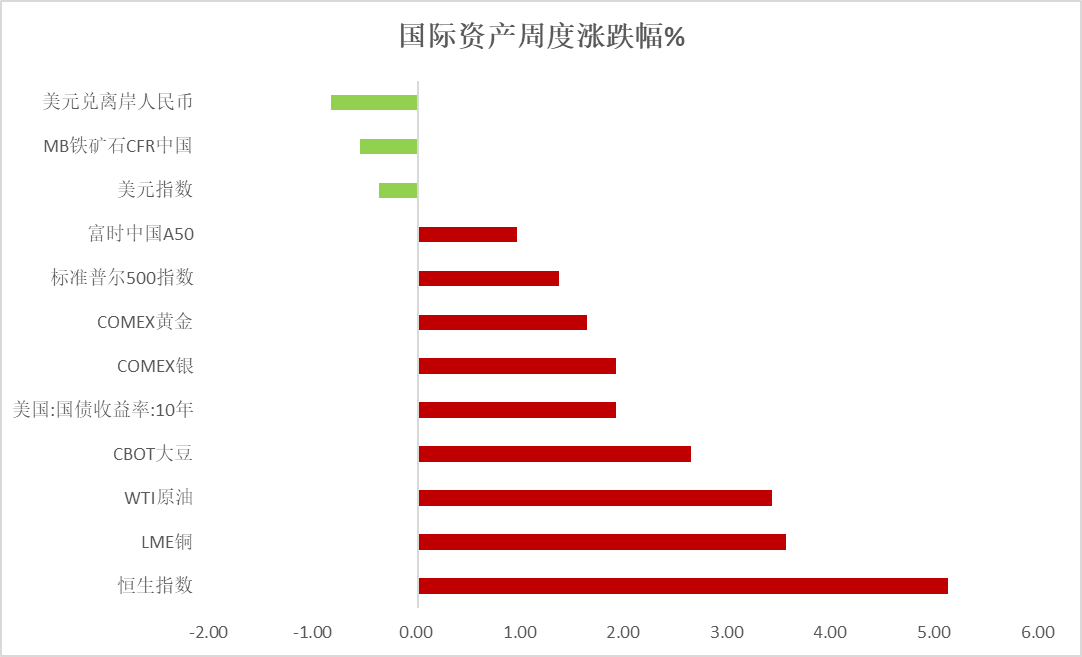 国际资产周度涨跌幅%
美元兑离岸人民币
MB铁矿石CFR中国
美元指数
富时中国A50
标准普尔500指数
COMEX黄金
COMEX银
美国:国债收益率:10年
CBOT大豆
WTI原油
LME铜
恒生指数
-2.00 -1.00 0.00 1.00 2.00 3.00 4.00 5.00 6.00